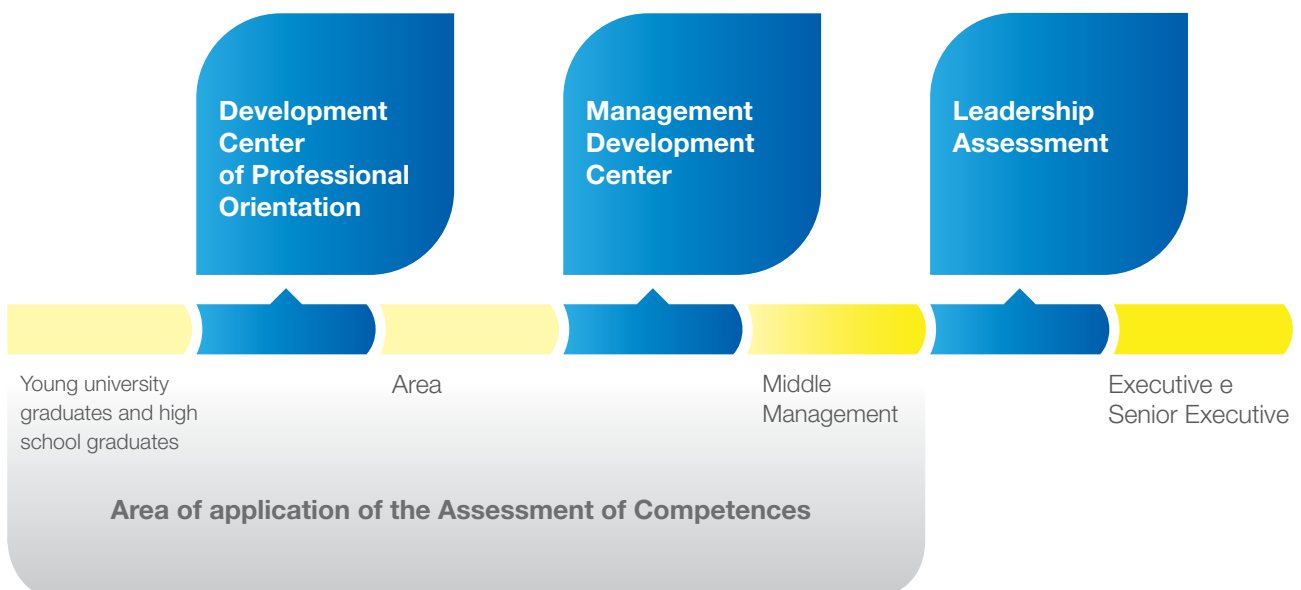 Development
Center
of Professional
Orientation
Management
Development
Center
Leadership
Assessment
Young university
graduates and high
school graduates
Area
Middle
Management
Executive e
Senior Executive
Area of application of the Assessment of Competences